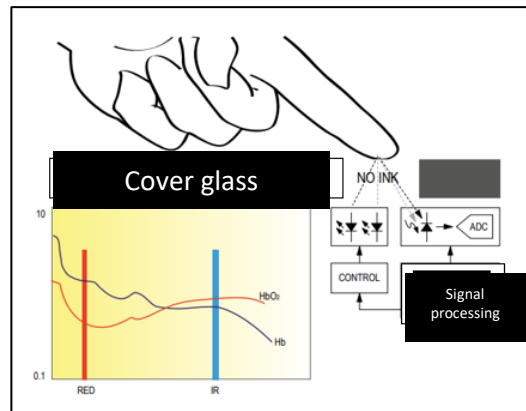 Cover glass
NO INK
ADC
10
CONTROL
HbO₂
Signal
processing
Hb
0.1
RED
IR